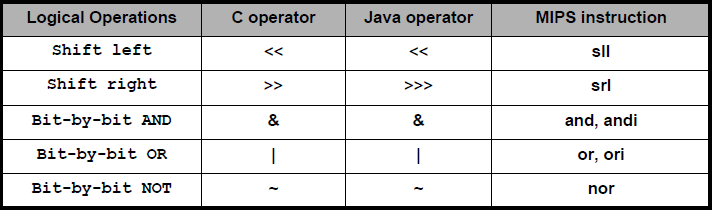 Logical Operations C operator Java operator MIPS instruction
Shift left << << sll
Shift right >> >>> srl
Bit-by-bit AND & & and, andi
Bit-by-bit OR | | or, ori
Bit-by-bit NOT ~ ~ nor